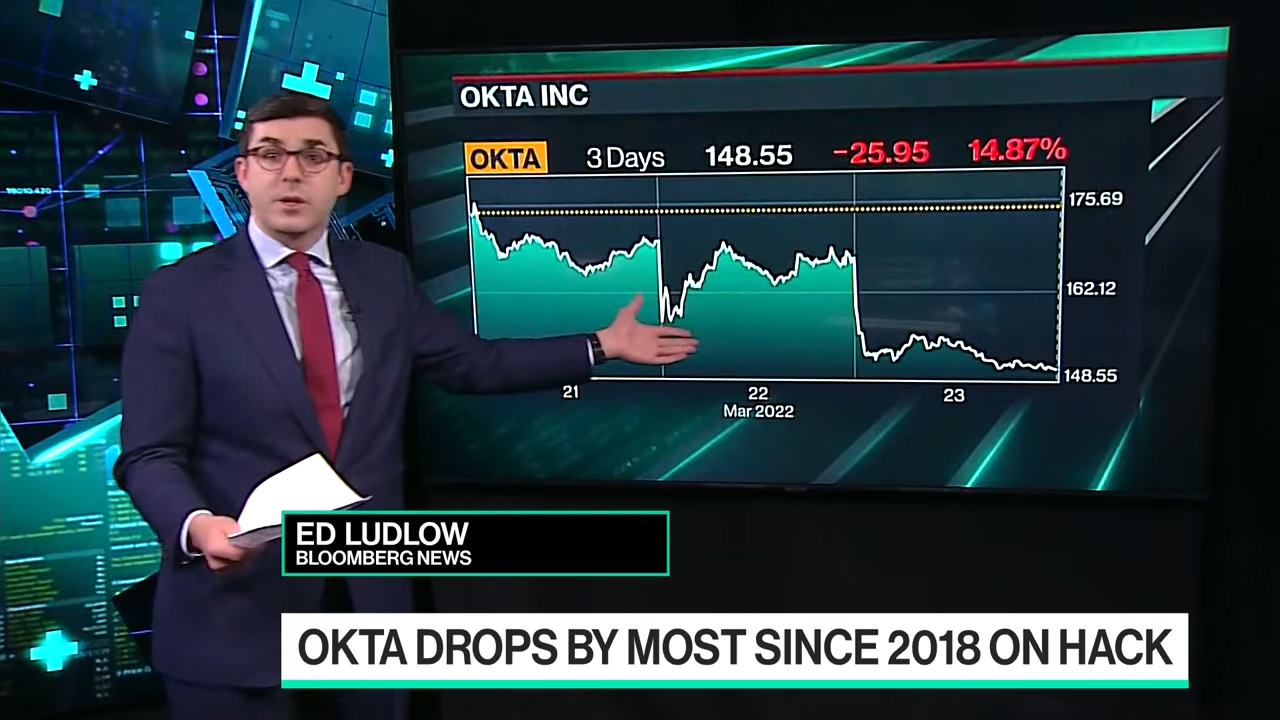 OKTA INC
OKTA 3 Days 148.55 -25.95 14.87%
175.69
162.12
148.55
21 22 23
Mar 2022
ED LUDLOW
BLOOMBERG NEWS
OKTA DROPS BY MOST SINCE 2018 ON HACK